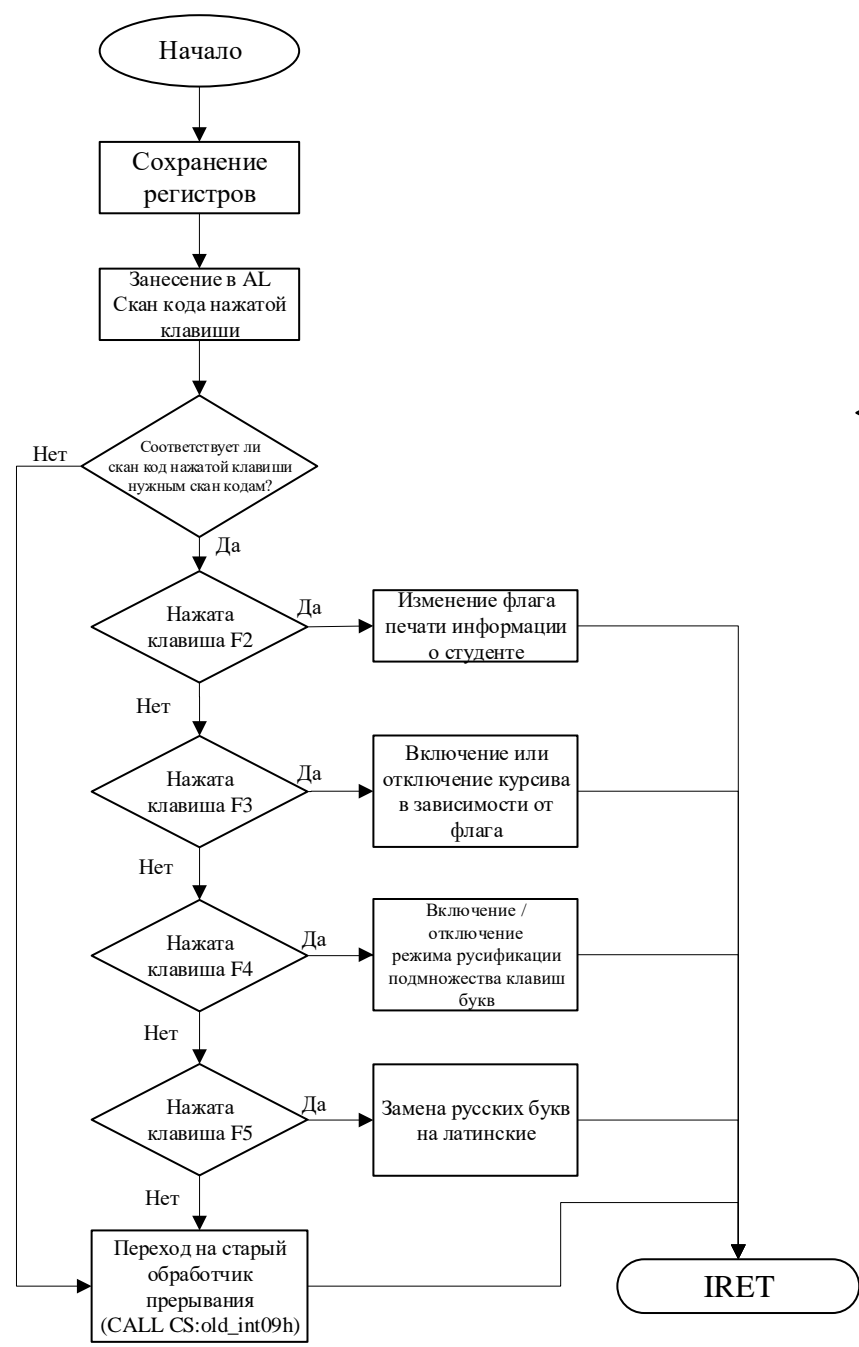 Начало
Сохранение
регистров
Занесение в AL
Скан кода нажатой
клавиши
Нет
Соответствует ли
скан код нажатой клавиши
нужным скан кодам?
Да
Нажата
клавиша F2
Да
Изменение флага
печати информации
о студенте
Нет
Нажата
клавиша F3
Да
Включение или
отключение курсива
в зависимости от
флага
Нет
Нажата
клавиша F4
Да
Включение /
отключение
режима русификации
подмножества клавиш
букв
Нет
Нажата
клавиша F5
Да
Замена русских букв
на латинские
Нет
Переход на старый
обработчик
прерывания
(CALL CS:old_int09h)
IRET